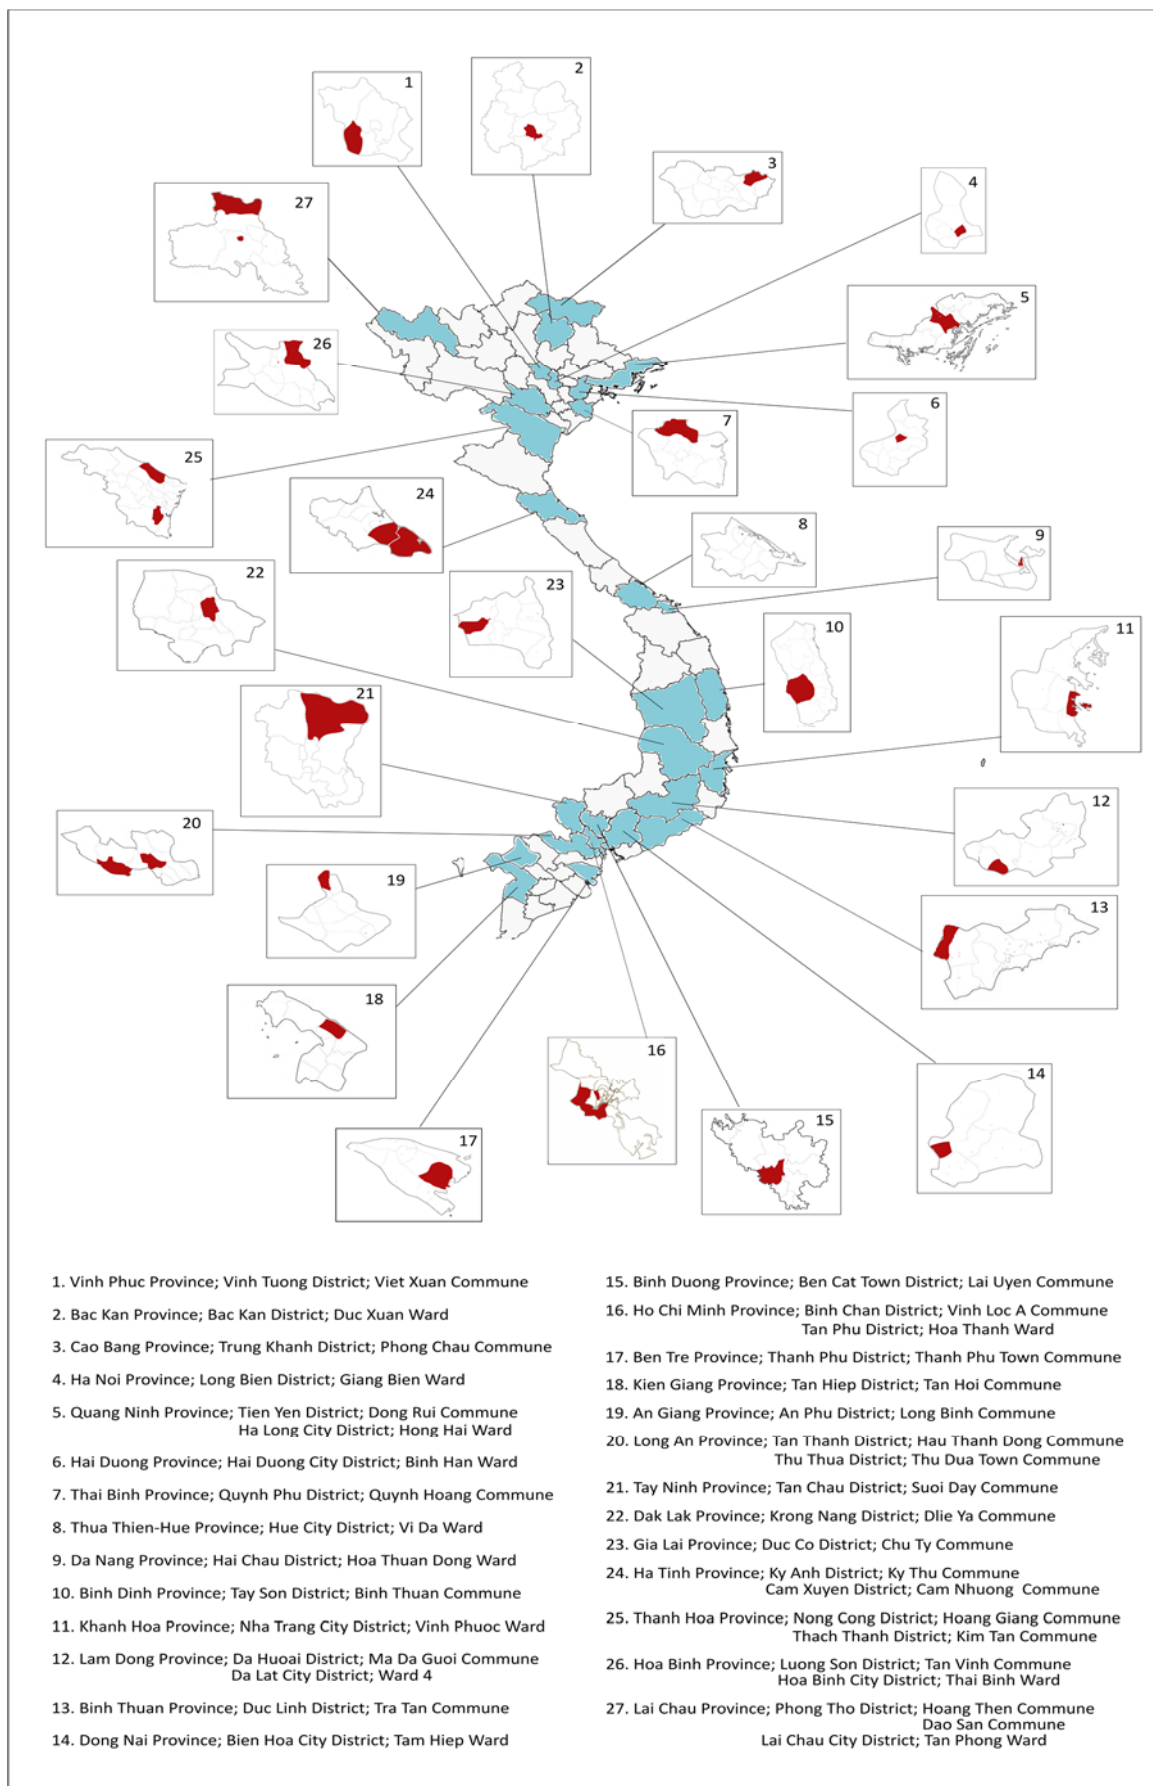 1
2
3
4
27
5
26
6
7
25
24
8
9
22
23
10
11
21
12
20
19
13
18
16
14
15
17
1. Vinh Phuc Province; Vinh Tuong District; Viet Xuan Commune
2. Bac Kan Province; Bac Kan District; Duc Xuan Ward
3. Cao Bang Province; Trung Khanh District; Phong Chau Commune
4. Ha Noi Province; Long Bien District; Giang Bien Ward
5. Quang Ninh Province; Tien Yen District; Dong Rui Commune
Ha Long City District; Hong Hai Ward
6. Hai Duong Province; Hai Duong City District; Binh Han Ward
7. Thai Binh Province; Quynh Phu District; Quynh Hoang Commune
8. Thua Thien-Hue Province; Hue City District; Vi Da Ward
9. Da Nang Province; Hai Chau District; Hoa Thuan Dong Ward
10. Binh Dinh Province; Tay Son District; Binh Thuan Commune
11. Khanh Hoa Province; Nha Trang City District; Vinh Phuoc Ward
12. Lam Dong Province; Da Huoai District; Ma Da Guoi Commune
Da Lat City District; Ward 4
13. Binh Thuan Province; Duc Linh District; Tra Tan Commune
14. Dong Nai Province; Bien Hoa City District; Tam Hiep Ward
15. Binh Duong Province; Ben Cat Town District; Lai Uyen Commune
16. Ho Chi Minh Province; Binh Chan District; Vinh Loc A Commune
Tan Phu District; Hoa Thanh Ward
17. Ben Tre Province; Thanh Phu District; Thanh Phu Town Commune
18. Kien Giang Province; Tan Hiep District; Tan Hoi Commune
19. An Giang Province; An Phu District; Long Binh Commune
20. Long An Province; Tan Thanh District; Hau Thanh Dong Commune
Thu Thua District; Thu Dua Town Commune
21. Tay Ninh Province; Tan Chau District; Suoi Day Commune
22. Dak Lak Province; Krong Nang District; Dlie Ya Commune
23. Gia Lai Province; Duc Co District; Chu Ty Commune
24. Ha Tinh Province; Ky Anh District; Ky Thu Commune
Cam Xuyen District; Cam Nhuong Commune
25. Thanh Hoa Province; Nong Cong District; Hoang Giang Commune
Thach Thanh District; Kim Tan Commune
26. Hoa Binh Province; Luong Son District; Tan Vinh Commune
Hoa Binh City District; Thai Binh Ward
27. Lai Chau Province; Phong Tho District; Hoang Then Commune
Dao San Commune
Lai Chau City District; Tan Phong Ward